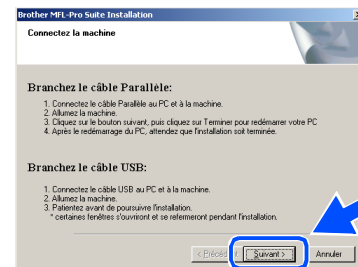 Brother MFL-Pro Suite Installation
Connectez la machine
Branchez le câble Parallèle:
1. Connectez le câble Parallèle au PC et à la machine.
2. Allumez la machine.
3. Cliquez sur le bouton suivant, puis cliquez sur Terminer pour redémarrer votre PC
4. Après le redémarrage du PC, attendez que l'installation soit terminée.
Branchez le câble USB:
1. Connectez le câble USB au PC et à la machine.
2. Allumez la machine.
3. Patientez avant de poursuivre l'installation.
* certaines fenêtres s'ouvriront et se refermeront pendant l'installation.
Suivant > Annuler